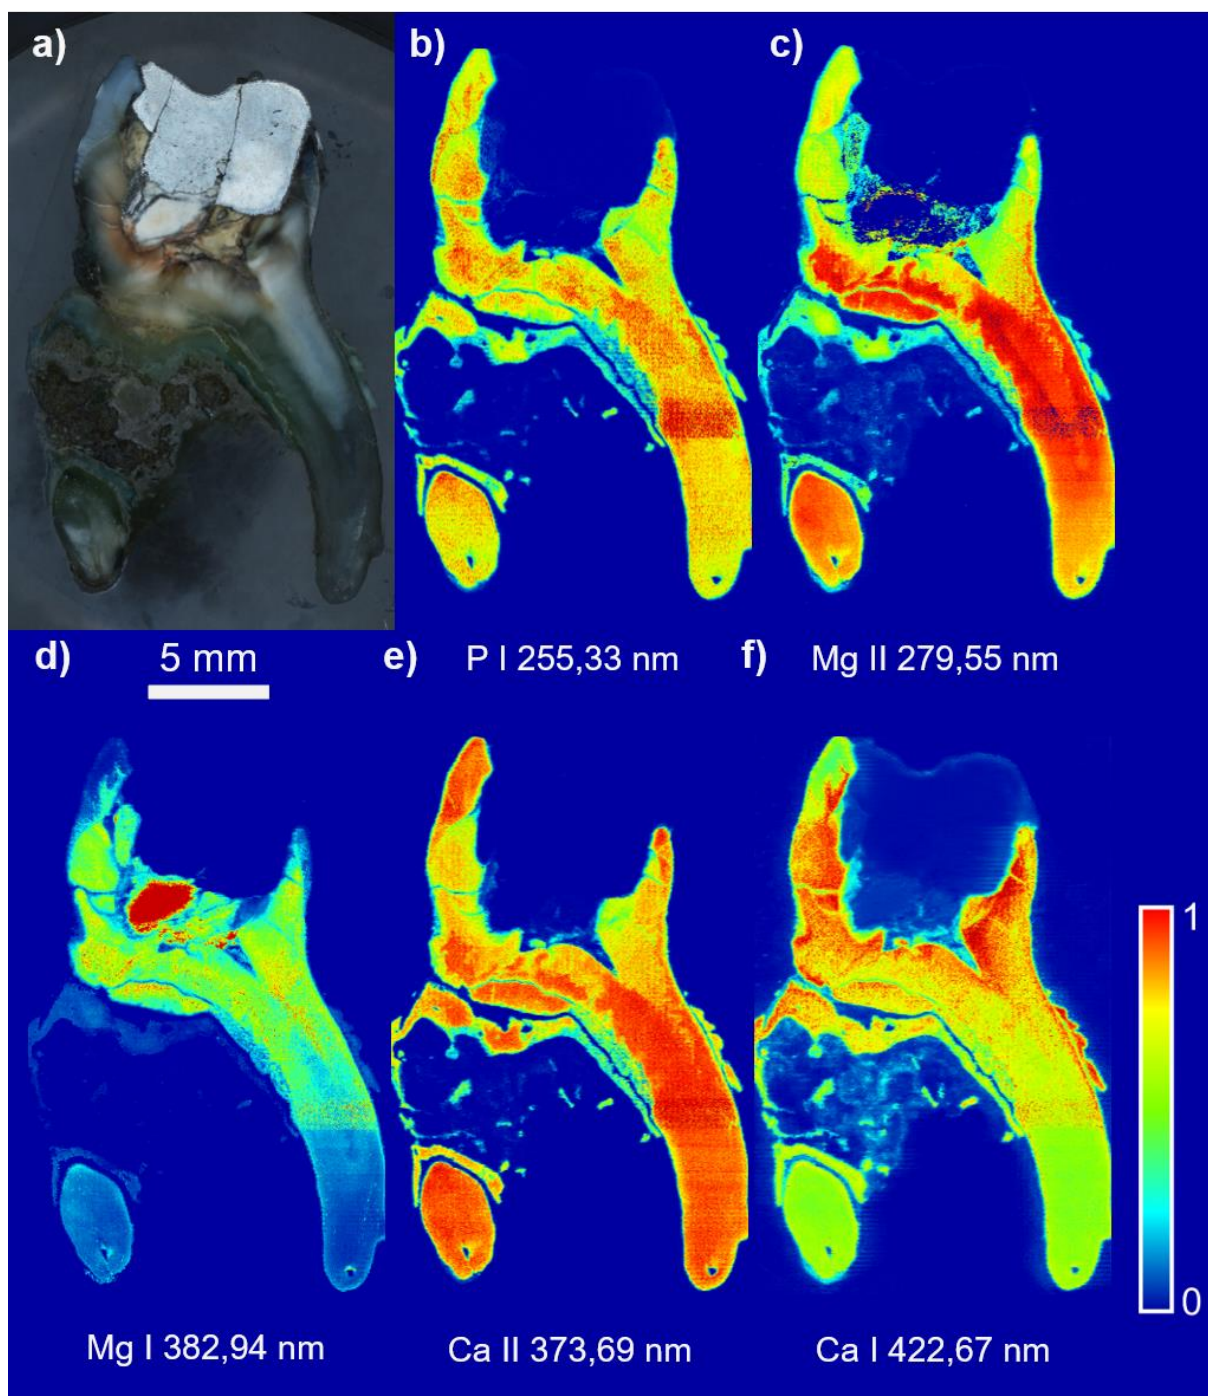 a)
b)
c)
d)
5 mm
e)
P I 255,33 nm
f)
Mg II 279,55 nm
1
0
Mg I 382,94 nm
Ca II 373,69 nm
Ca I 422,67 nm